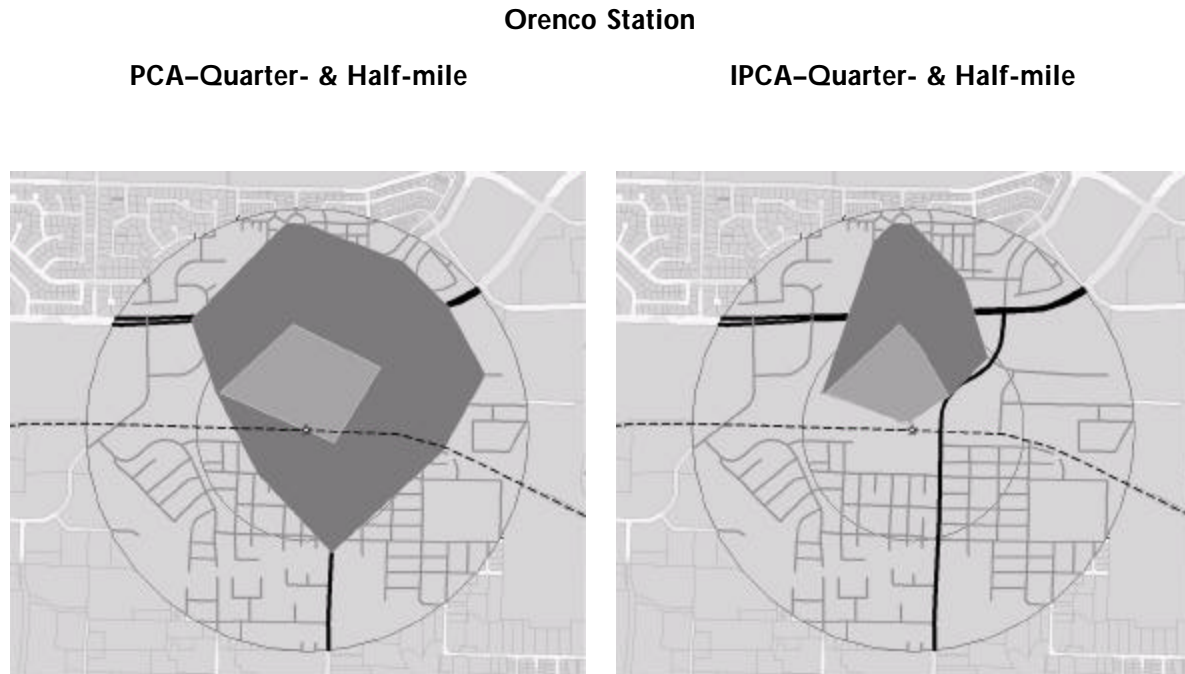 Orenco Station
PCA–Quarter- & Half-mile
IPCA–Quarter- & Half-mile